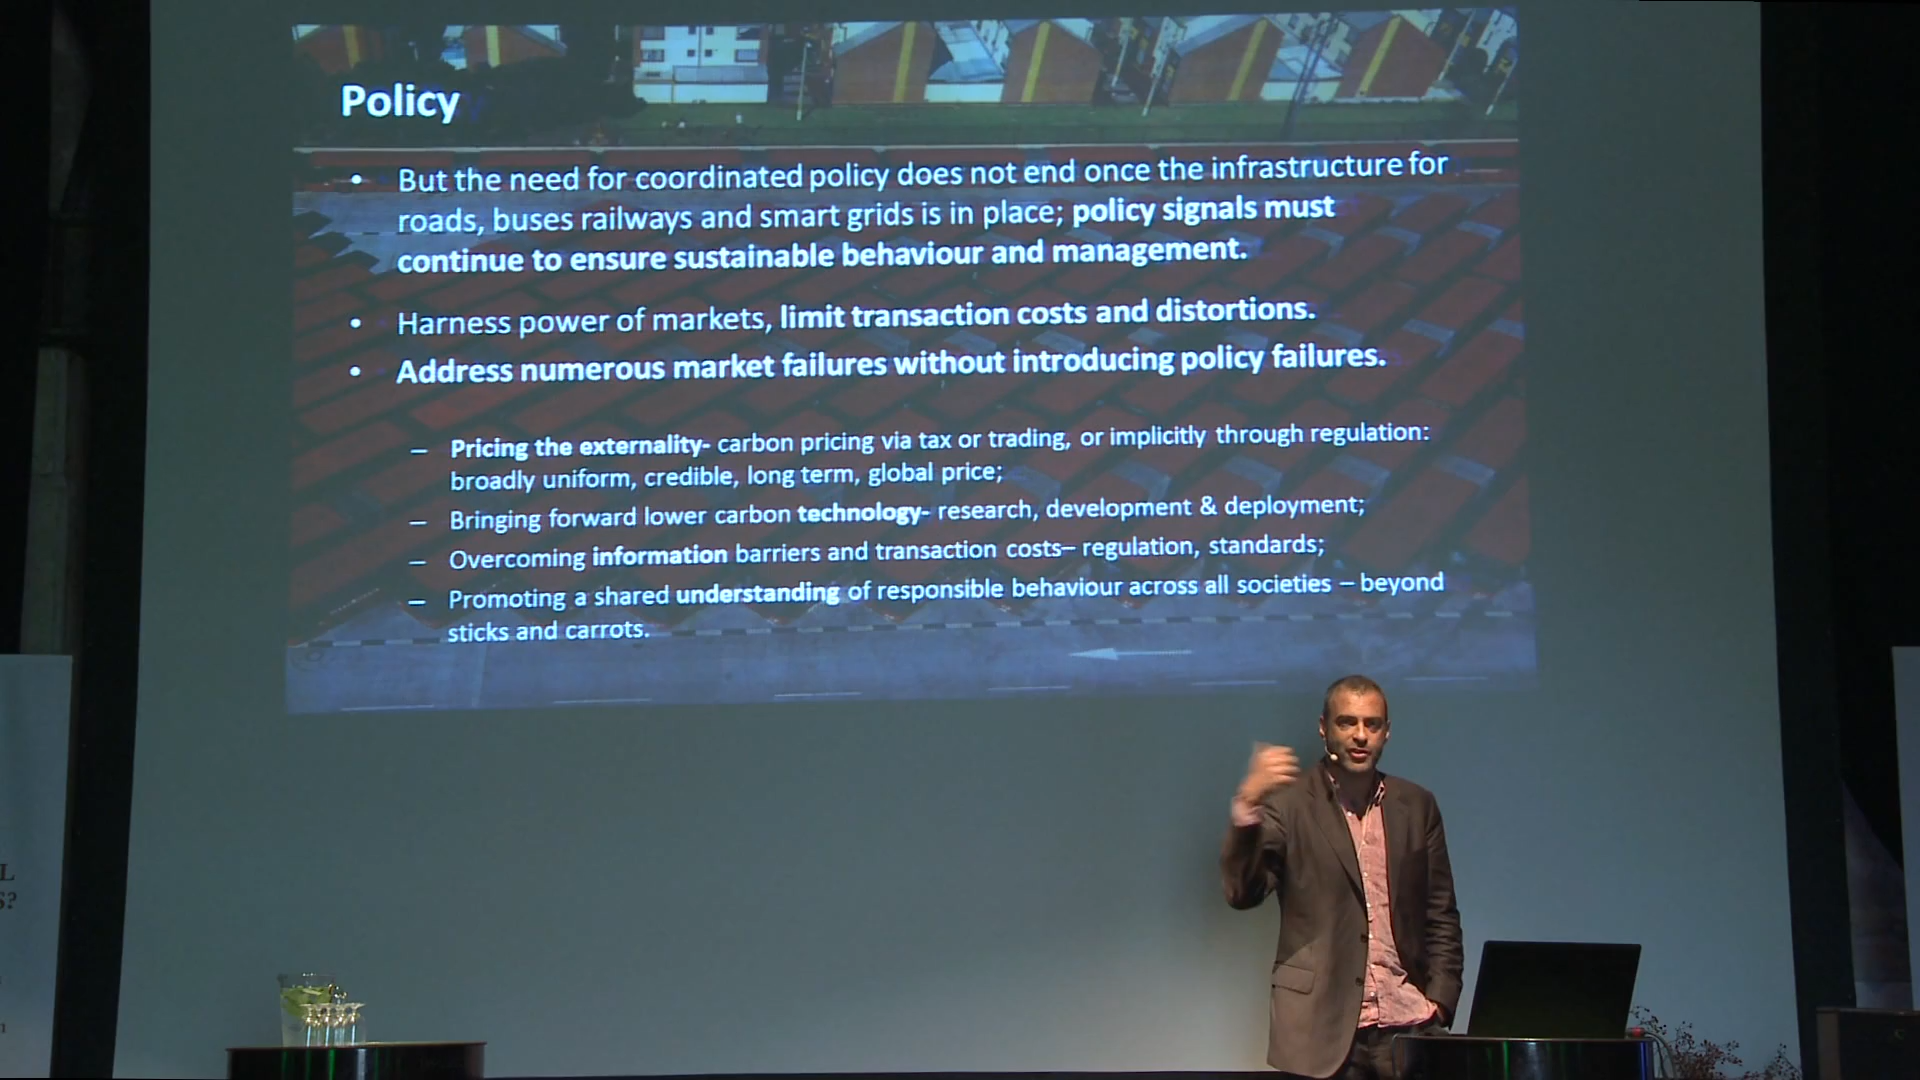 Policy
• But the need for coordinated policy does not end once the infrastructure for
roads, buses railways and smart grids is in place; policy signals must
continue to ensure sustainable behaviour and management.
• Harness power of markets, limit transaction costs and distortions.
• Address numerous market failures without introducing policy failures.
– Pricing the externality- carbon pricing via tax or trading, or implicitly through regulation:
broadly uniform, credible, long term, global price;
– Bringing forward lower carbon technology- research, development & deployment;
– Overcoming information barriers and transaction costs– regulation, standards;
– Promoting a shared understanding of responsible behaviour across all societies – beyond
sticks and carrots.
L
S?